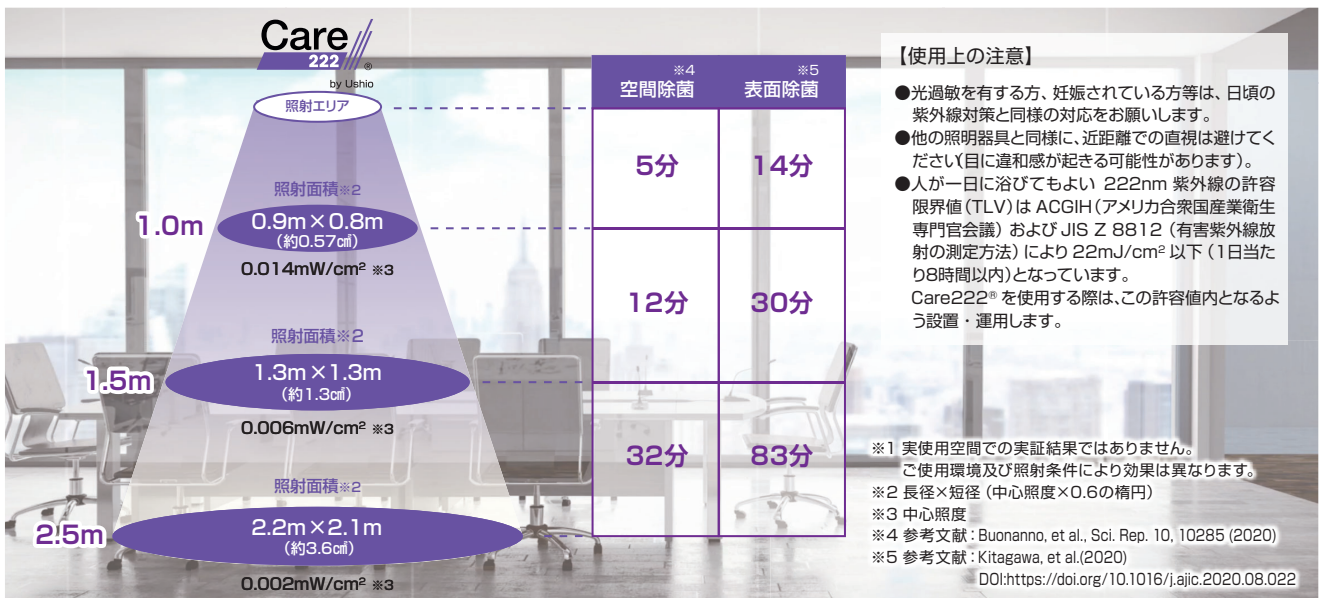 Care
222
®
by Ushio
照射エリア
照射面積※2
1.0m
0.9m×0.8m
(約0.57㎠)
0.014mW/cm² ※3
照射面積※2
1.5m
1.3m×1.3m
(約1.3㎠)
0.006mW/cm² ※3
照射面積※2
2.5m
2.2m×2.1m
(約3.6㎠)
0.002mW/cm² ※3
※4 ※5
空間除菌 表面除菌
5分 14分
12分 30分
32分 83分
【使用上の注意】
●光過敏を有する方、妊娠されている方等は、日頃の
紫外線対策と同様の対応をお願いします。
●他の照明器具と同様に、近距離での直視は避けてく
ださい(目に違和感が起きる可能性があります)。
●人が一日に浴びてもよい 222nm 紫外線の許容
限界値(TLV)は ACGIH(アメリカ合衆国産業衛生
専門官会議) および JIS Z 8812 (有害紫外線放
射の測定方法)により 22mJ/cm² 以下(1日当た
り8時間以内)となっています。
Care222® を使用する際は、この許容値内となるよ
う設置・運用します。
※1 実使用空間での実証結果ではありません。
ご使用環境及び照射条件により効果は異なります。
※2 長径×短径(中心照度×0.6の楕円)
※3 中心照度
※4 参考文献:Buonanno, et al., Sci. Rep. 10, 10285 (2020)
※5 参考文献:Kitagawa, et al.(2020)
DOI:https://doi.org/10.1016/j.ajic.2020.08.022